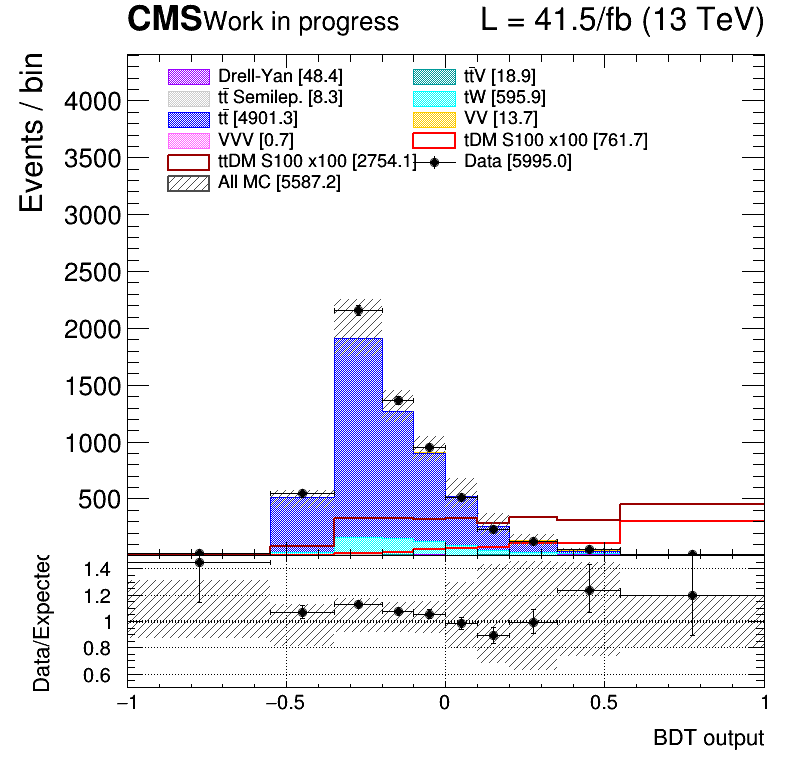 CMS Work in progress L = 41.5/fb (13 TeV)
Events / bin
Drell-Yan [48.4] tt̄V [18.9]
tt̄ Semilep. [8.3] tW [595.9]
tt̄ [4901.3] VV [13.7]
VVV [0.7] tDM S100 x100 [761.7]
ttDM S100 x100 [2754.1] Data [5995.0]
All MC [5587.2]
4000
3500
3000
2500
2000
1500
1000
500
Data/Expected
1.4
1.2
1
0.8
0.6
−1 −0.5 0 0.5 1
BDT output